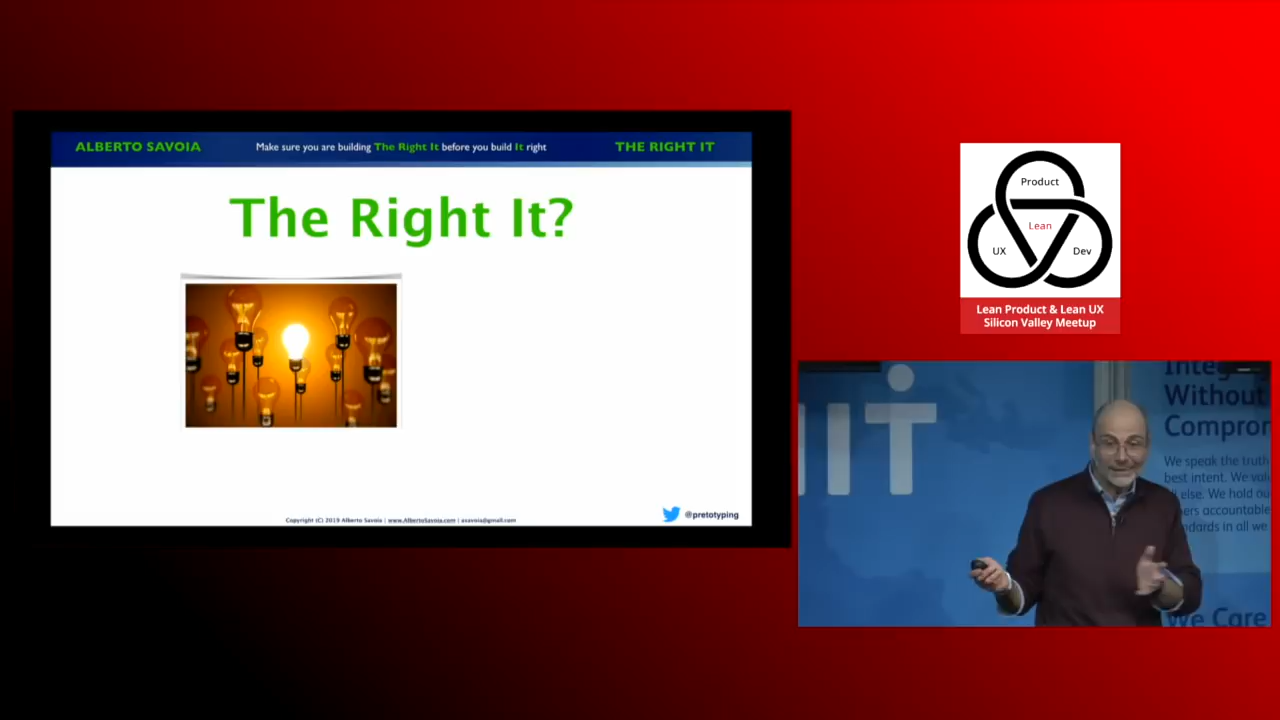 ALBERTO SAVOIA
Make sure you are building The Right It before you build It right
THE RIGHT IT
The Right It?
Copyright (C) 2019 Alberto Savoia | www.AlbertoSavoia.com | asavoia@gmail.com
@pretotyping
Product
Lean
UX
Dev
Lean Product & Lean UX
Silicon Valley Meetup
Without
Compror
We speak the truth
best intent. We val
else. We hold ou
accountable
in all we
We Care